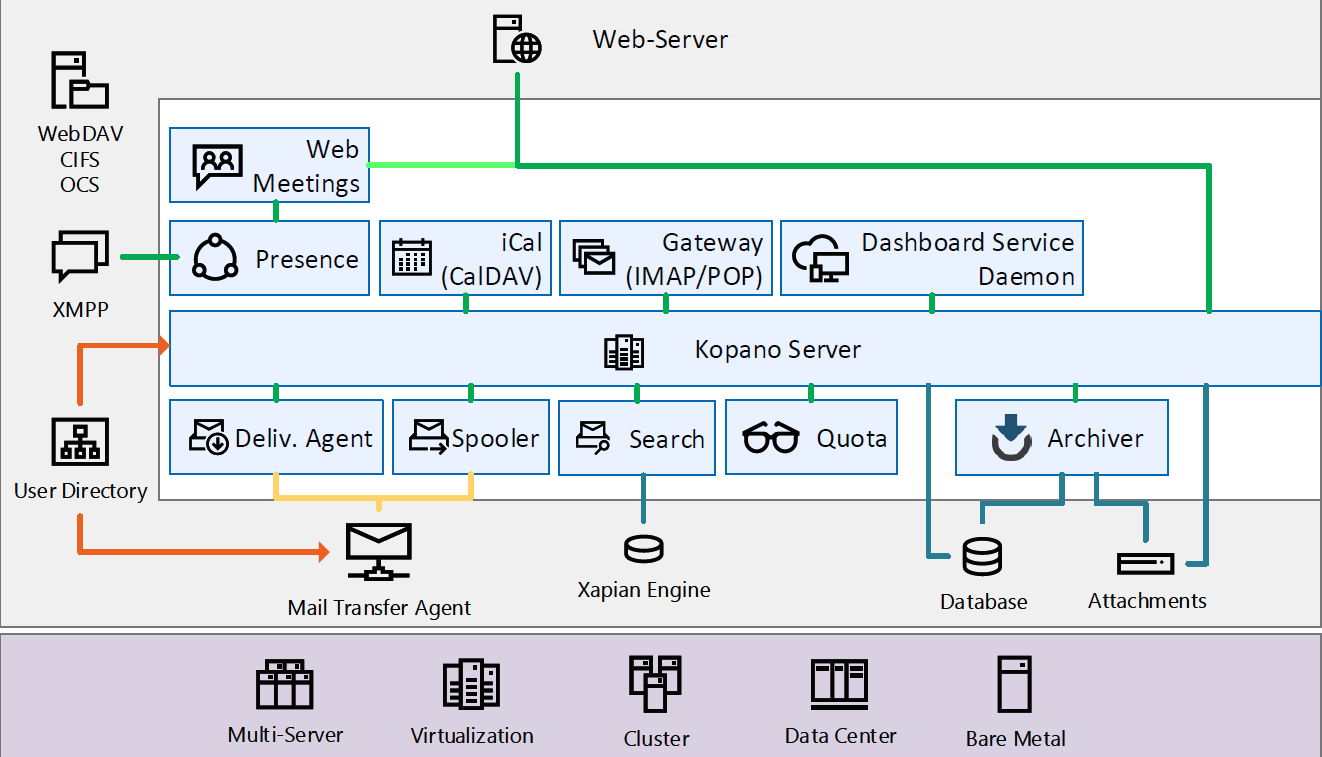 Web-Server
WebDAV
CIFS
OCS
Web
Meetings
XMPP
Presence
iCal
(CalDAV)
Gateway
(IMAP/POP)
Dashboard Service
Daemon
Kopano Server
User Directory
Deliv. Agent
Spooler
Search
Quota
Archiver
Mail Transfer Agent
Xapian Engine
Database
Attachments
Multi-Server
Virtualization
Cluster
Data Center
Bare Metal